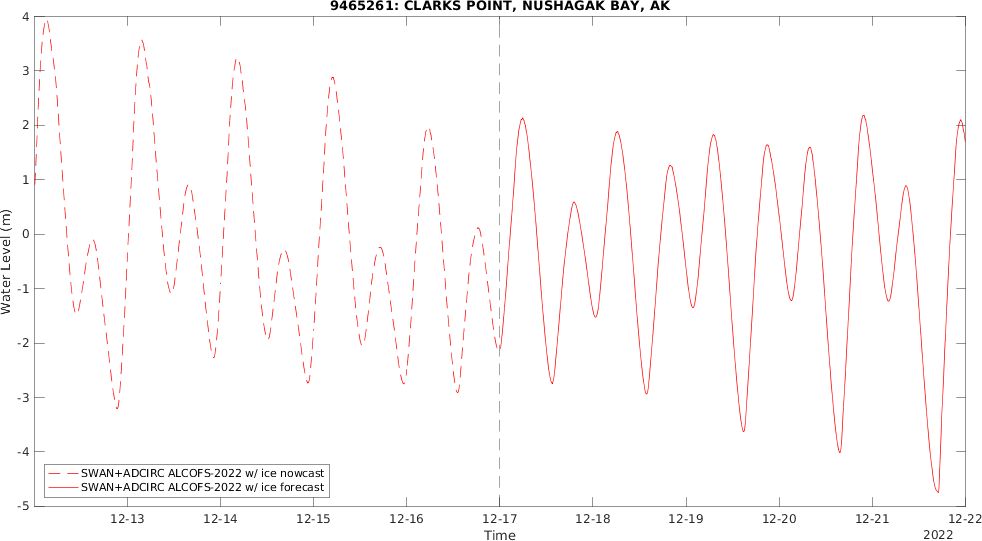 9465261: CLARKS POINT, NUSHAGAK BAY, AK
4
3
2
1
0
-1
-2
-3
-4
-5
Water Level (m)
SWAN+ADCIRC ALCOFS-2022 w/ ice nowcast
SWAN+ADCIRC ALCOFS-2022 w/ ice forecast
12-13 12-14 12-15 12-16 12-17 12-18 12-19 12-20 12-21 12-22
Time
2022